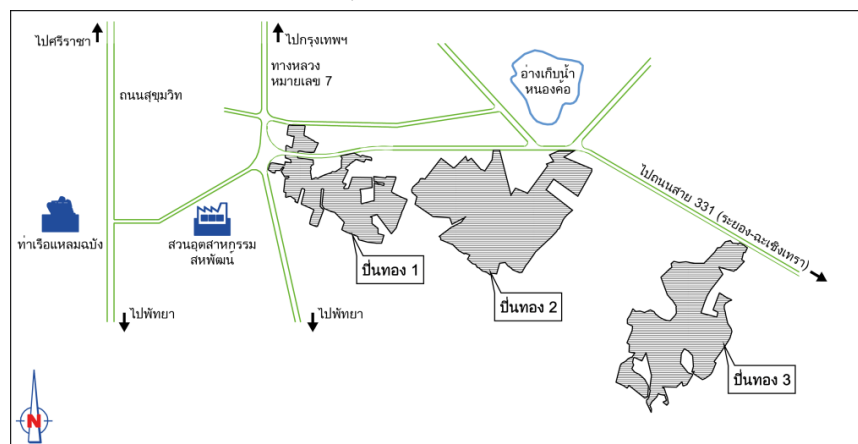 ไปศรีราชา
ไปกรุงเทพฯ
ทางหลวง
หมายเลข 7
อ่างเก็บน้ำ
หนองค้อ
ถนนสุขุมวิท
ไปถนนสาย 331 (ระยอง-ฉะเชิงเทรา)
ท่าเรือแหลมฉบัง
สวนอุตสาหกรรม
สหพัฒน์
ปิ่นทอง 1
ปิ่นทอง 2
ไปพัทยา
ไปพัทยา
ปิ่นทอง 3
N